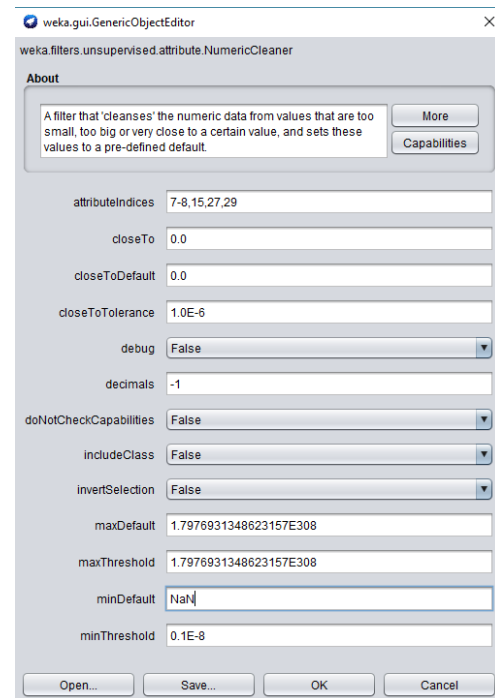 weka.gui.GenericObjectEditor
weka.filters.unsupervised.attribute.NumericCleaner
About
A filter that 'cleanses' the numeric data from values that are too
small, too big or very close to a certain value, and sets these
values to a pre-defined default.
More
Capabilities
attributeIndices 7-8,15,27,29
closeTo 0.0
closeToDefault 0.0
closeToTolerance 1.0E-6
debug False
decimals -1
doNotCheckCapabilities False
includeClass False
invertSelection False
maxDefault 1.7976931348623157E308
maxThreshold 1.7976931348623157E308
minDefault NaN
minThreshold 0.1E-8
Open... Save... OK Cancel